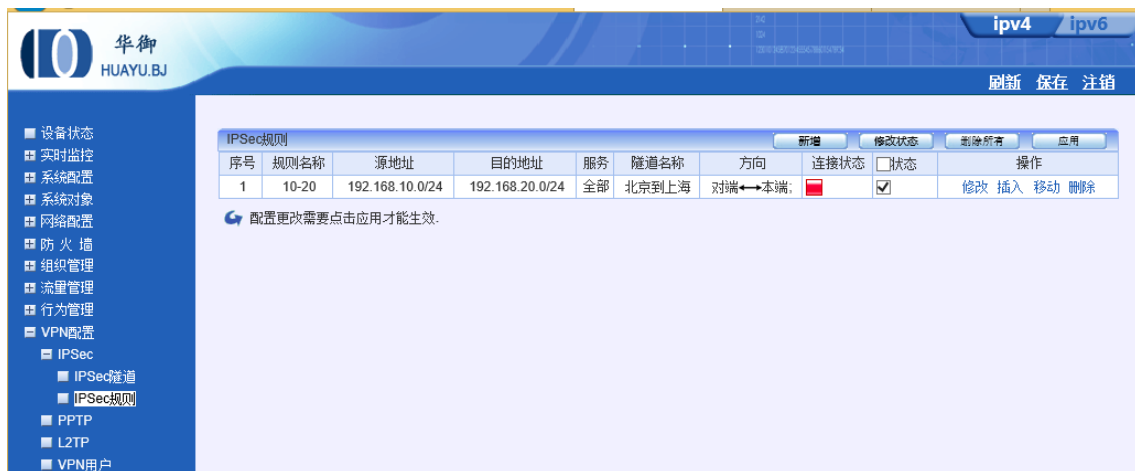 ipv4 ipv6
华御
HUAYU.BJ
刷新 保存 注销
设备状态
实时监控
系统配置
系统对象
网络配置
防 火 墙
组织管理
流量管理
行为管理
VPN配置
IPSec
IPSec隧道
IPSec规则
PPTP
L2TP
VPN用户
IPSec规则 新增 修改状态 删除所有 应用
序号 规则名称 源地址 目的地址 服务 隧道名称 方向 连接状态 状态 操作
1 10-20 192.168.10.0/24 192.168.20.0/24 全部 北京到上海 对端←→本端; 修改 插入 移动 删除
配置更改需要点击应用才能生效.